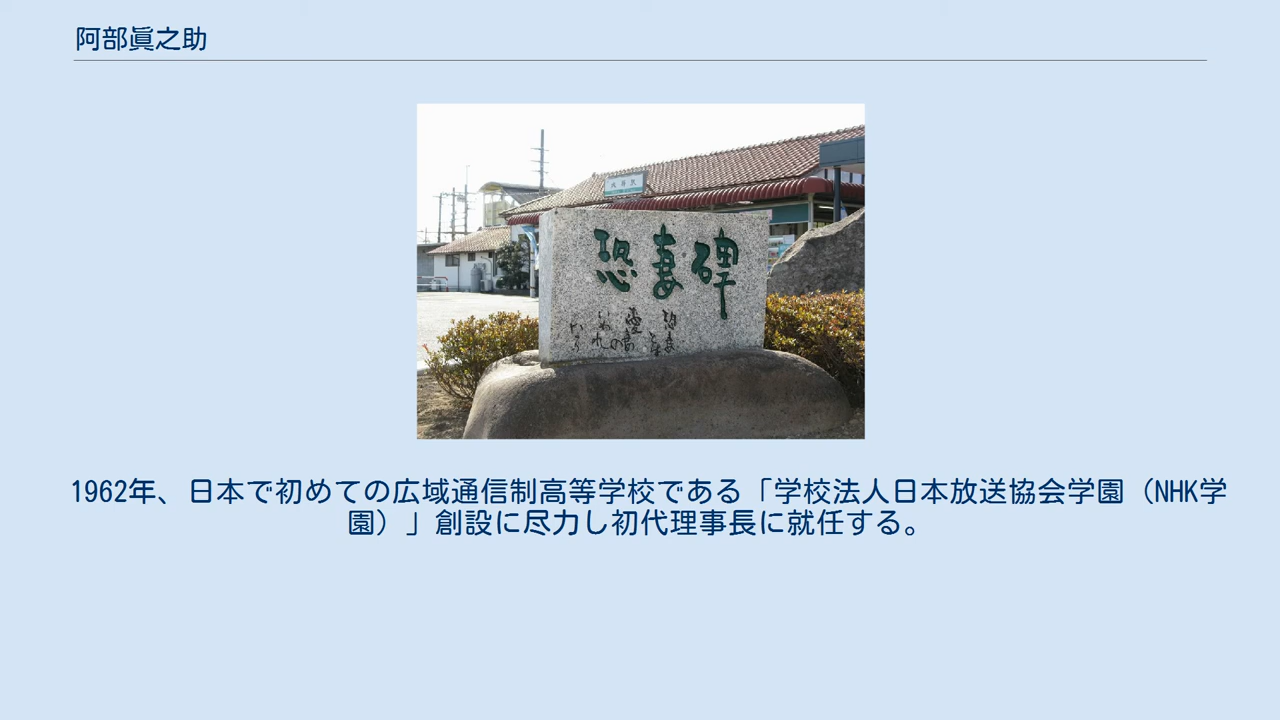 阿部眞之助
恐妻碑
1962年、日本で初めての広域通信制高等学校である「学校法人日本放送協会学園（NHK学
園）」創設に尽力し初代理事長に就任する。